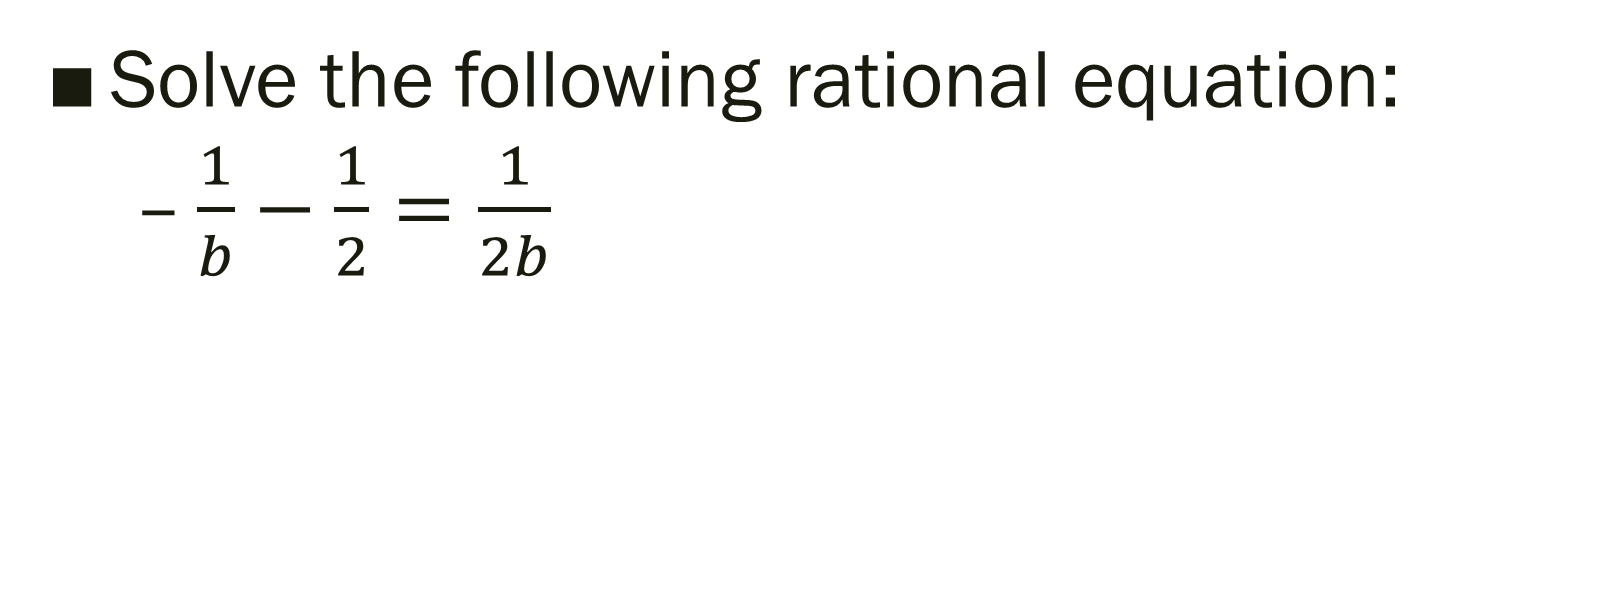 ■ Solve the following rational equation:
– 1/b − 1/2 = 1/2b